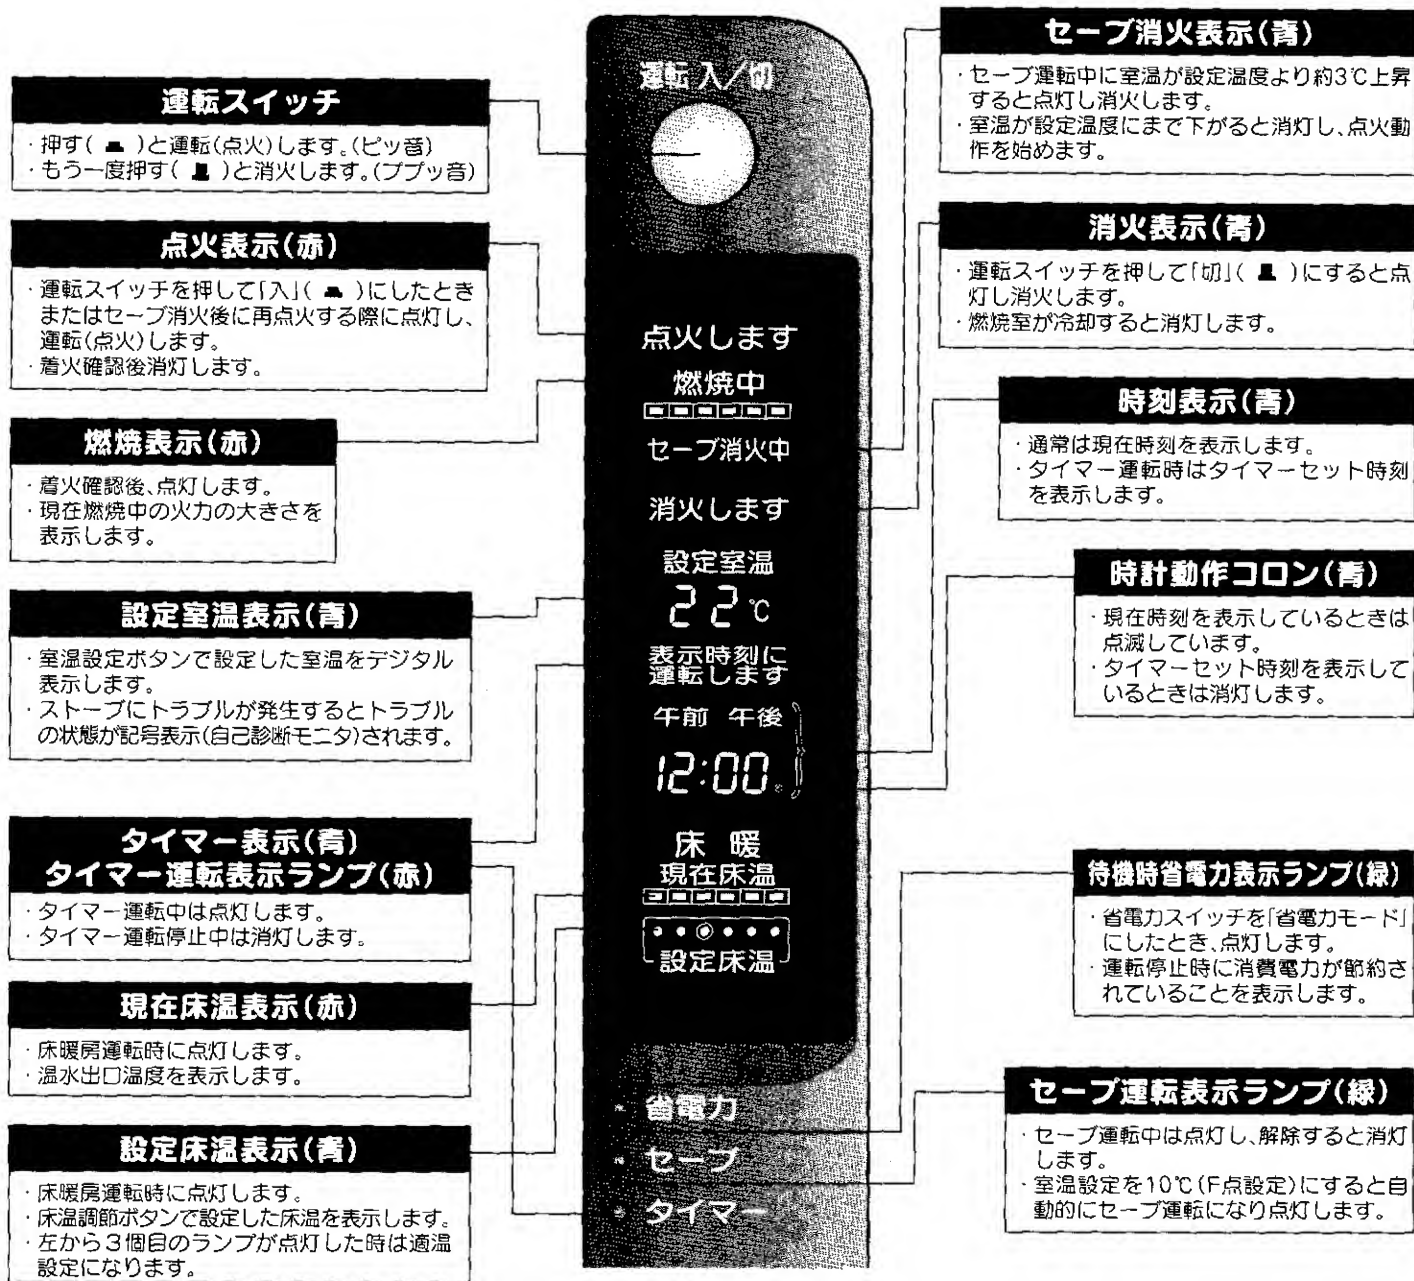 運転スイッチ
・押す( )と運転(点火)します。(ピッ音)
・もう一度押す( )と消火します。(ププッ音)
点火表示(赤)
・運転スイッチを押して「入」( )にしたとき
またはセーブ消火後に再点火する際に点灯し、
運転(点火)します。
・着火確認後消灯します。
燃焼表示(赤)
・着火確認後、点灯します。
・現在燃焼中の火力の大きさを
表示します。
設定室温表示(青)
・室温設定ボタンで設定した室温をデジタル
表示します。
・ストーブにトラブルが発生するとトラブル
の状態が記号表示(自己診断モニタ)されます。
タイマー表示(青)
タイマー運転表示ランプ(赤)
・タイマー運転中は点灯します。
・タイマー運転停止中は消灯します。
現在床温表示(赤)
・床暖房運転時に点灯します。
・温水出口温度を表示します。
設定床温表示(青)
・床暖房運転時に点灯します。
・床温調節ボタンで設定した床温を表示します。
・左から3個目のランプが点灯した時は適温
設定になります。
運転 入/切
点火します
燃焼中
セーブ消火中
消火します
設定室温
22℃
表示時刻に
運転します
午前 午後
12:00
床 暖
現在床温
設定床温
省電力
セーブ
タイマー
セーブ消火表示(青)
・セーブ運転中に室温が設定温度より約3℃上昇
すると点灯し消火します。
・室温が設定温度にまで下がると消灯し、点火動
作を始めます。
消火表示(青)
・運転スイッチを押して「切」( )にすると点
灯し消火します。
・燃焼室が冷却すると消灯します。
時刻表示(青)
・通常は現在時刻を表示します。
・タイマー運転時はタイマーセット時刻
を表示します。
時計動作コロン(青)
・現在時刻を表示しているときは
点滅しています。
・タイマーセット時刻を表示して
いるときは消灯します。
待機時省電力表示ランプ(緑)
・省電力スイッチを「省電力モード」
にしたとき、点灯します。
・運転停止時に消費電力が節約さ
れていることを表示します。
セーブ運転表示ランプ(緑)
・セーブ運転中は点灯し、解除すると消灯
します。
・室温設定を10℃(F点設定)にすると自
動的にセーブ運転になり点灯します。